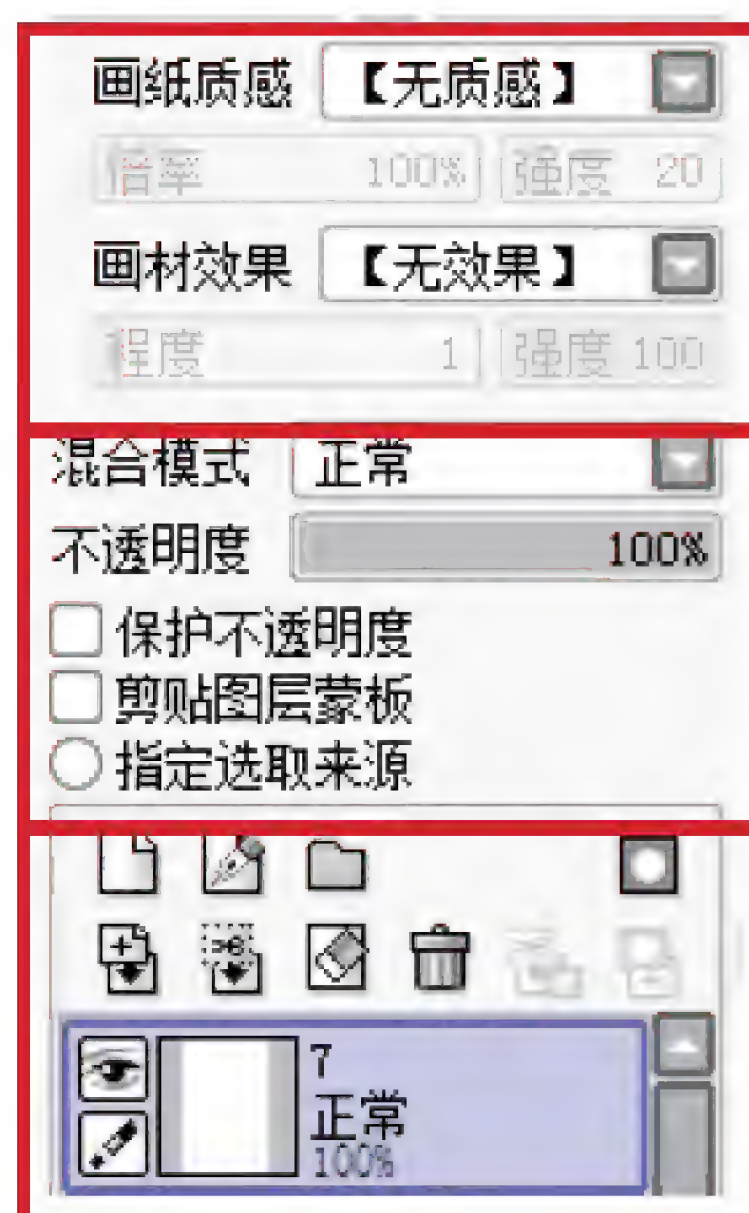 画纸质感 【无质感】
倍率 100% 强度 20
画材效果 【无效果】
程度 1 强度 100
混合模式 正常
不透明度 100%
保护不透明度
剪贴图层蒙板
指定选取来源
7
正常
100%